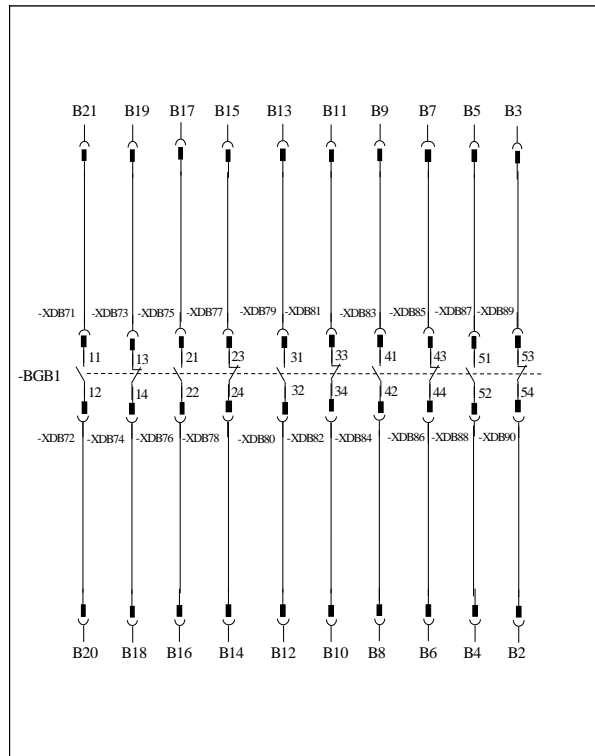 B21 B19 B17 B15 B13 B11 B9 B7 B5 B3
-XDB71 -XDB73 -XDB75 -XDB77 -XDB79 -XDB81 -XDB83 -XDB85 -XDB87 -XDB89
11 13 21 23 31 33 41 43 51 53
-BGB1
12 14 22 24 32 34 42 44 52 54
-XDB72 -XDB74 -XDB76 -XDB78 -XDB80 -XDB82 -XDB84 -XDB86 -XDB88 -XDB90
B20 B18 B16 B14 B12 B10 B8 B6 B4 B2